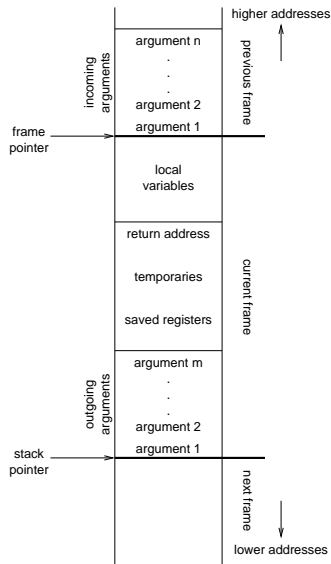 higher addresses
argument n
.
.
.
argument 2
argument 1
incoming
arguments
previous frame
frame
pointer
local
variables
return address
temporaries
saved registers
current frame
argument m
.
.
.
argument 2
argument 1
outgoing
arguments
stack
pointer
next frame
lower addresses